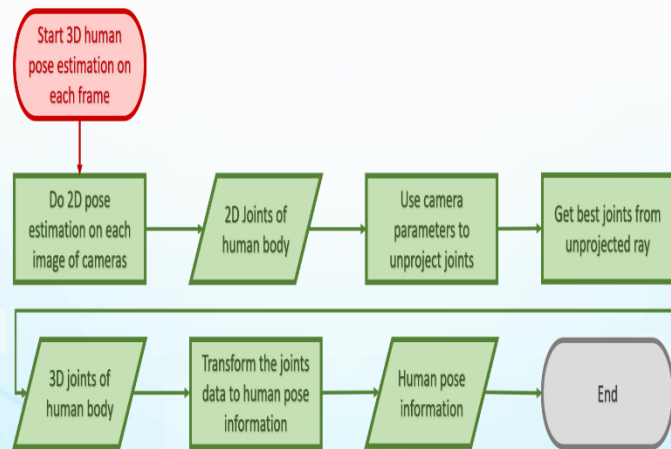 Start 3D human
pose estimation on
each frame
Do 2D pose
estimation on each
image of cameras
2D Joints of
human body
Use camera
parameters to
unproject joints
Get best joints from
unprojected ray
3D joints of
human body
Transform the joints
data to human pose
information
Human pose
information
End